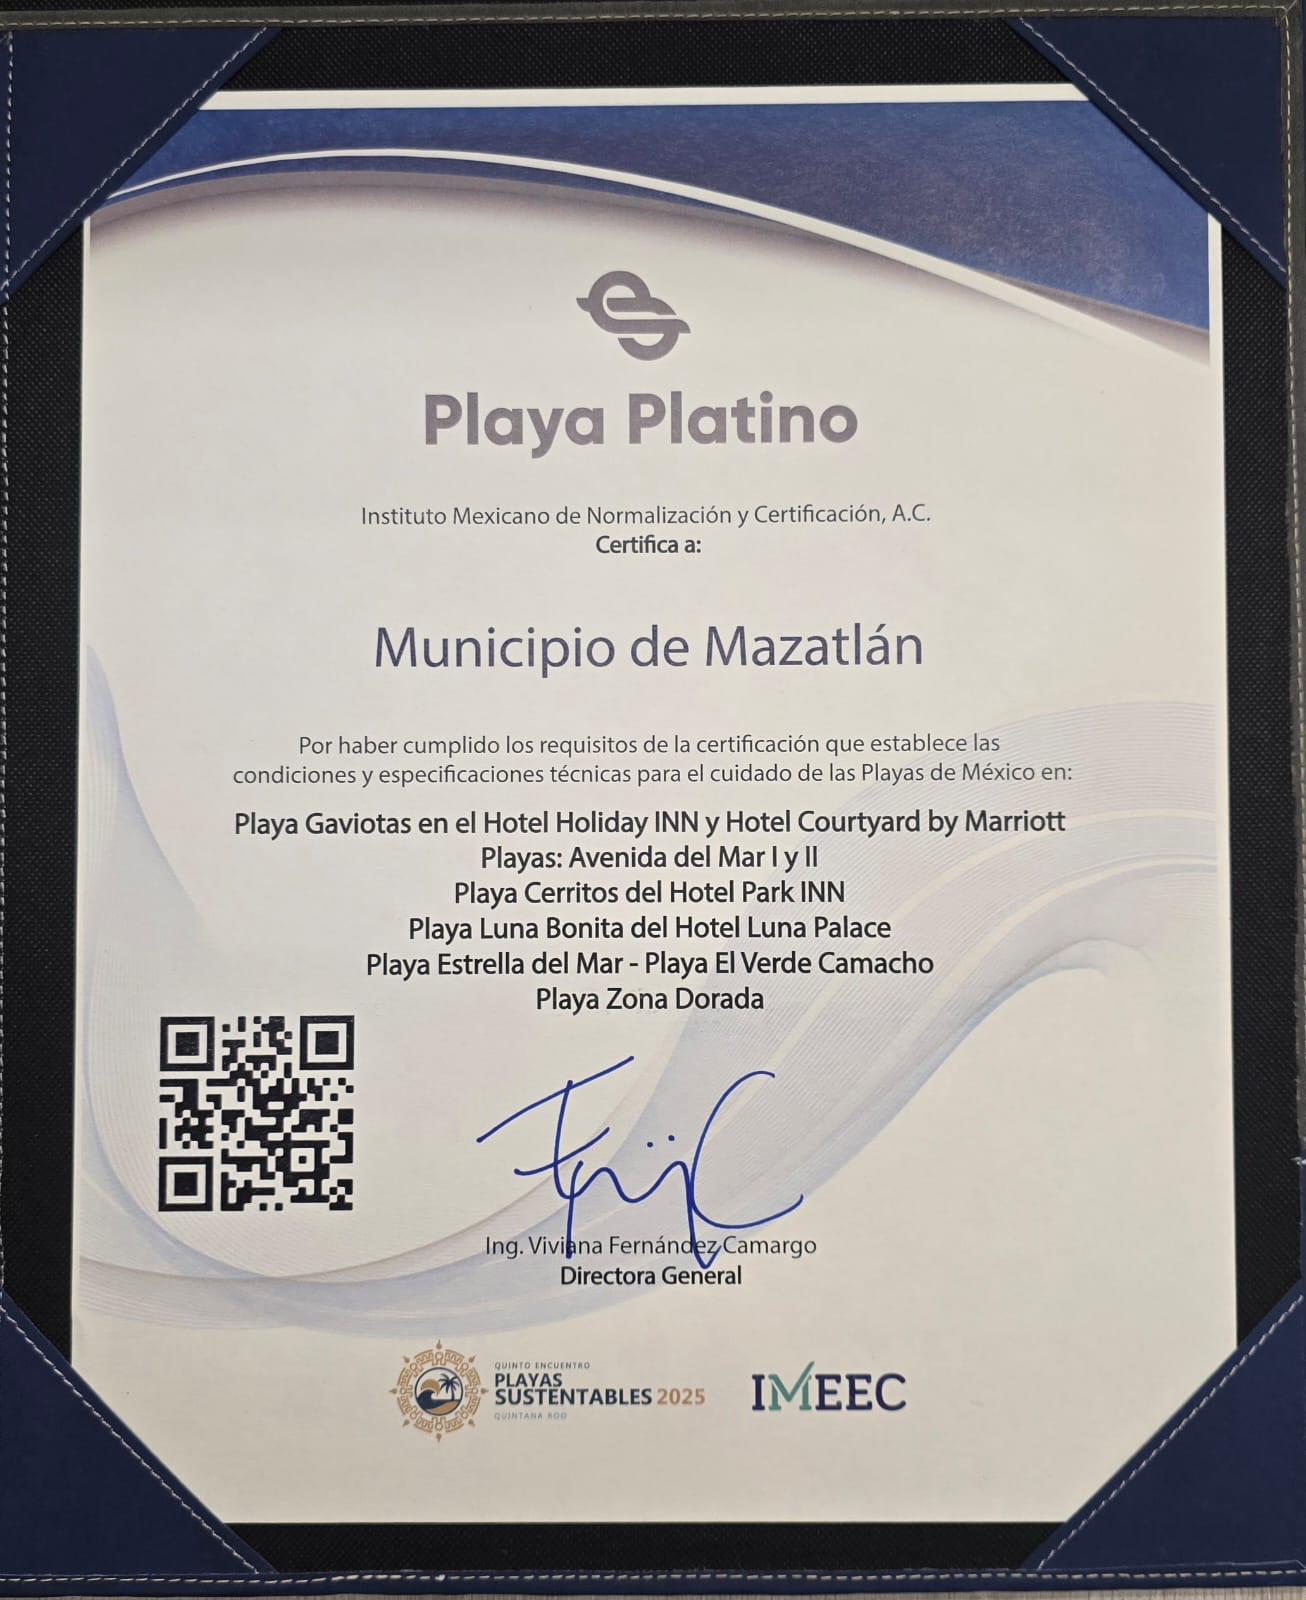 Playa Platino
Instituto Mexicano de Normalización y Certificación, A.C.
Certifica a:
Municipio de Mazatlán
Por haber cumplido los requisitos de la certificación que establece las
condiciones y especificaciones técnicas para el cuidado de las Playas de México en:
Playa Gaviotas en el Hotel Holiday INN y Hotel Courtyard by Marriott
Playas: Avenida del Mar I y II
Playa Cerritos del Hotel Park INN
Playa Luna Bonita del Hotel Luna Palace
Playa Estrella del Mar - Playa El Verde Camacho
Playa Zona Dorada
Ing. Viviana Fernández Camargo
Directora General
QUINTO ENCUENTRO
PLAYAS
SUSTENTABLES 2025
QUINTANA ROO
IMEEC